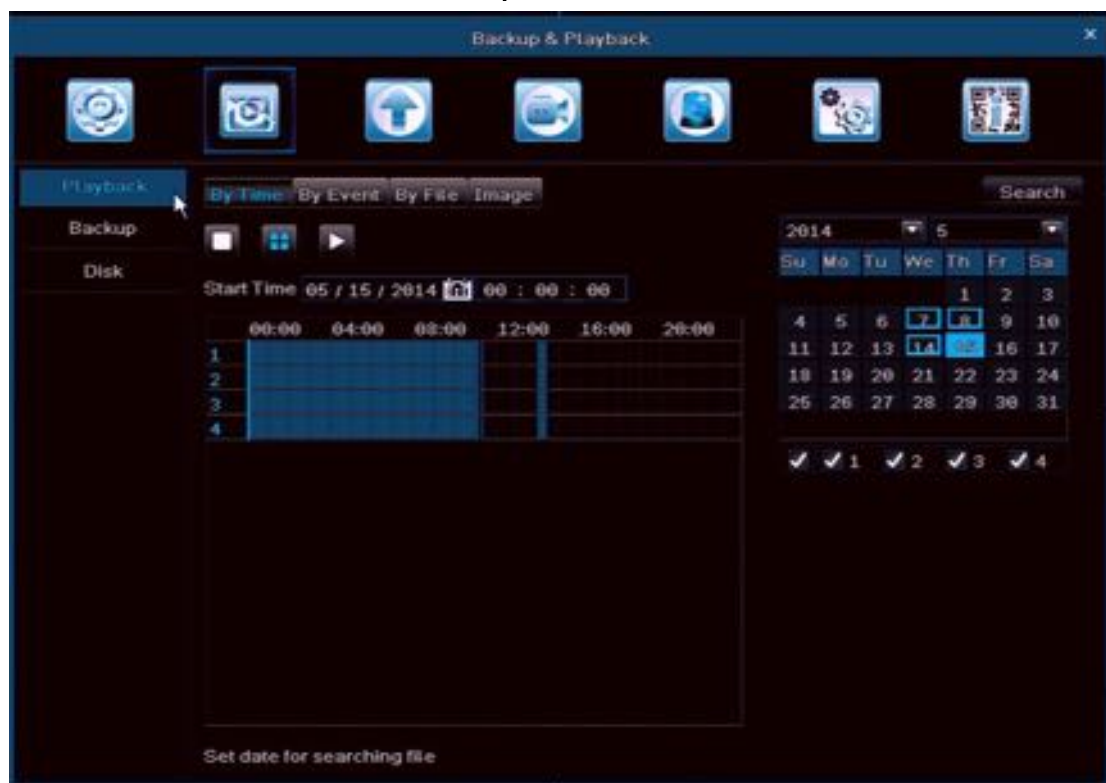 Backup & Playback
Playback
Backup
Disk
By Time By Event By File Image
Search
2014 5
Su Mo Tu We Th Fr Sa
1 2 3
4 5 6 7 8 9 10
11 12 13 14 15 16 17
18 19 20 21 22 23 24
25 26 27 28 29 30 31
1 2 3 4
Start Time 05 / 15 / 2014 00 : 00 : 00
00:00 04:00 08:00 12:00 16:00 20:00
1
2
3
4
Set date for searching file